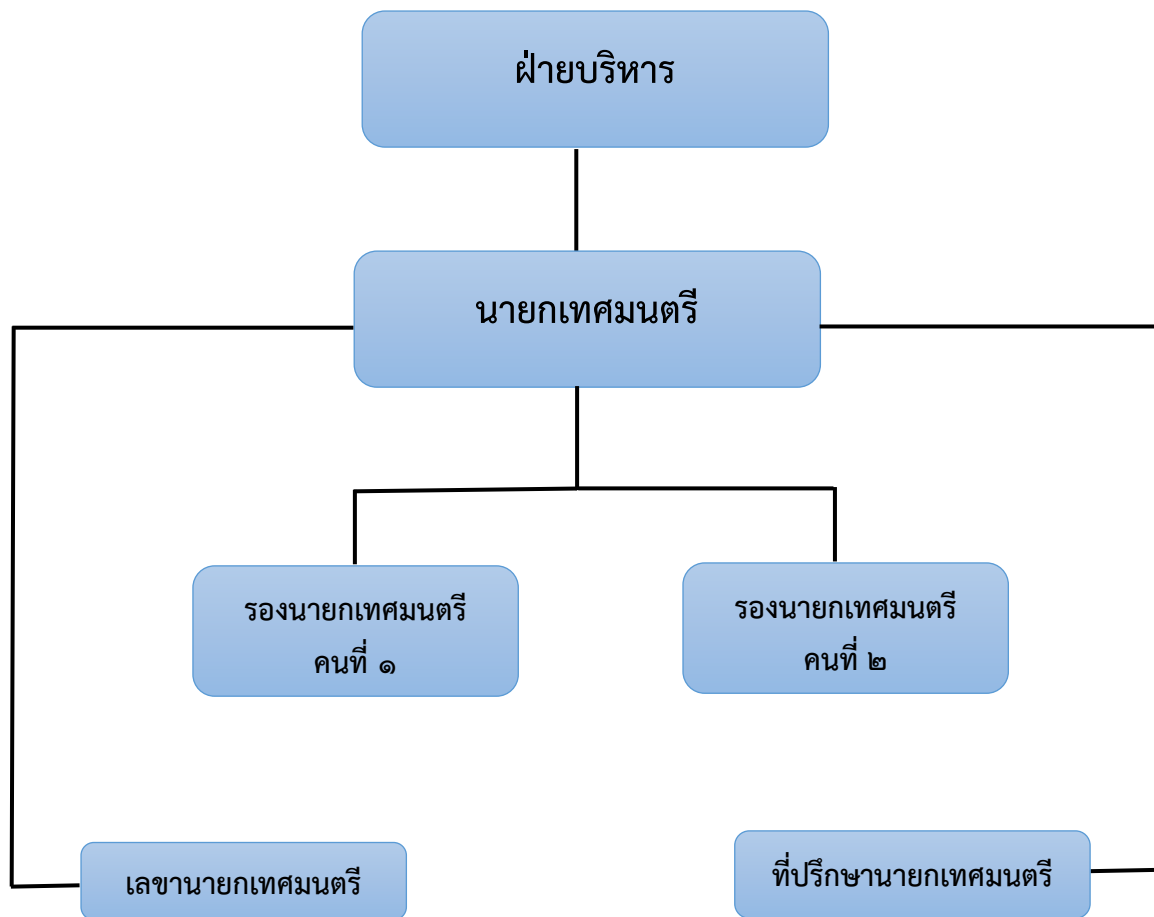 ฝ่ายบริหาร
นายกเทศมนตรี
รองนายกเทศมนตรี
คนที่ ๑
รองนายกเทศมนตรี
คนที่ ๒
เลขานายกเทศมนตรี
ที่ปรึกษานายกเทศมนตรี